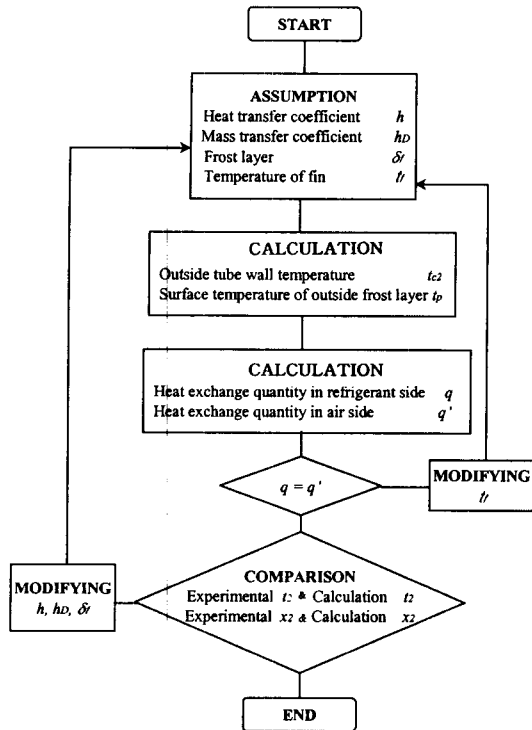 START
ASSUMPTION
Heat transfer coefficient h
Mass transfer coefficient hD
Frost layer δf
Temperature of fin tf
CALCULATION
Outside tube wall temperature tc2
Surface temperature of outside frost layer tp
CALCULATION
Heat exchange quantity in refrigerant side q
Heat exchange quantity in air side q'
q = q'
MODIFYING
tf
COMPARISON
Experimental t2 & Calculation t2
Experimental x2 & Calculation x2
MODIFYING
h, hD, δf
END